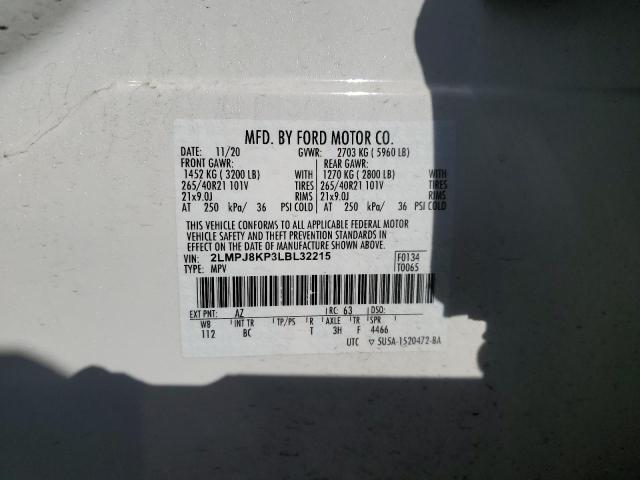 MFD. BY FORD MOTOR CO.
DATE: 11/20 GVWR: 2703 KG ( 5960 LB)
FRONT GAWR: REAR GAWR:
1452 KG ( 3200 LB) WITH 1270 KG ( 2800 LB) WITH
265/40R21 101V TIRES 265/40R21 101V TIRES
21x9.0J RIMS 21x9.0J RIMS
AT 250 kPa/ 36 PSI COLD AT 250 kPa/ 36 PSI COLD
THIS VEHICLE CONFORMS TO ALL APPLICABLE FEDERAL MOTOR
VEHICLE SAFETY AND THEFT PREVENTION STANDARDS IN
EFFECT ON THE DATE OF MANUFACTURE SHOWN ABOVE.
VIN: 2LMPJ8KP3LBL32215 F0134
TYPE: MPV T0065
EXT PNT: AZ RC: 63 DSO:
WB INT TR TP/PS R AXLE TR SPR
112 BC T 3H F 4466
UTC 5U5A-1520472-BA